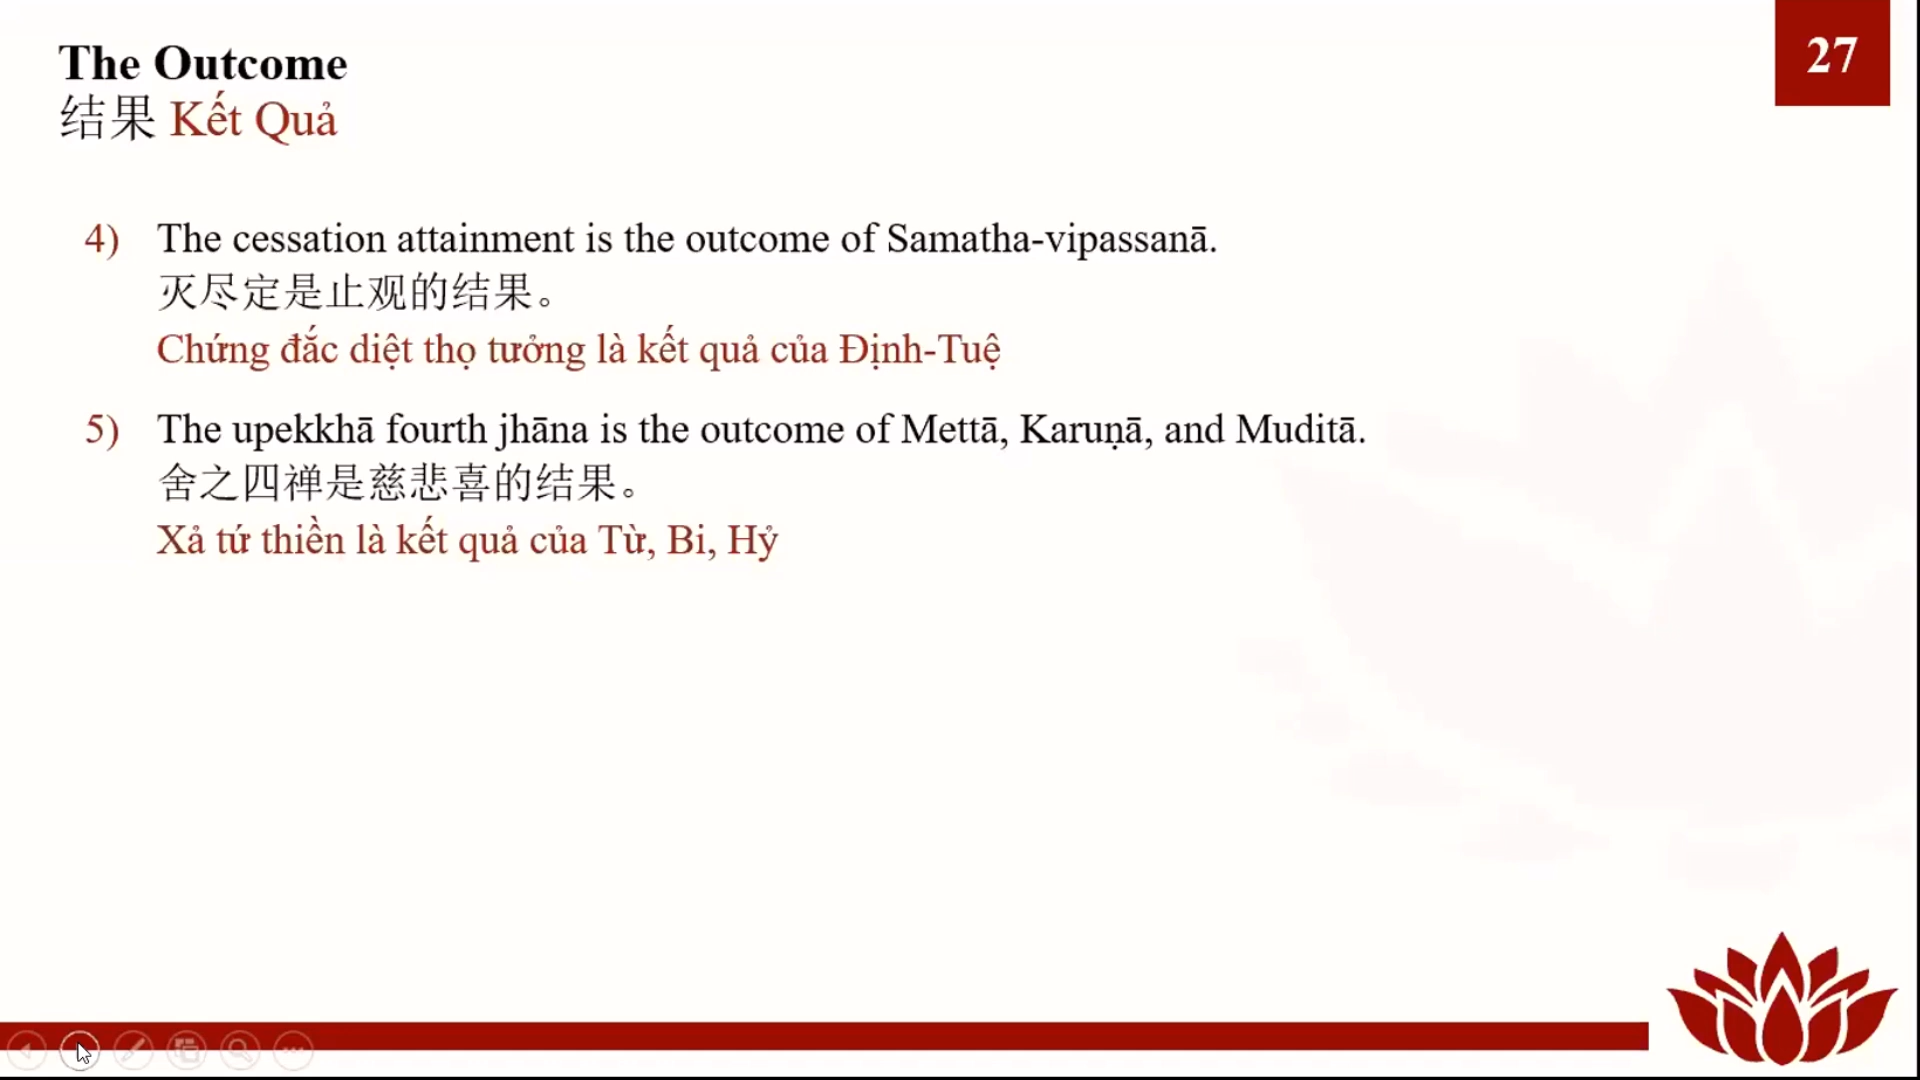 The Outcome
结果 Kết Quả
27
4) The cessation attainment is the outcome of Samatha-vipassanā.
灭尽定是止观的结果。
Chứng đắc diệt thọ tưởng là kết quả của Định-Tuệ
5) The upekkhā fourth jhāna is the outcome of Mettā, Karuṇā, and Muditā.
舍之四禅是慈悲喜的结果。
Xả tứ thiền là kết quả của Từ, Bi, Hỷ